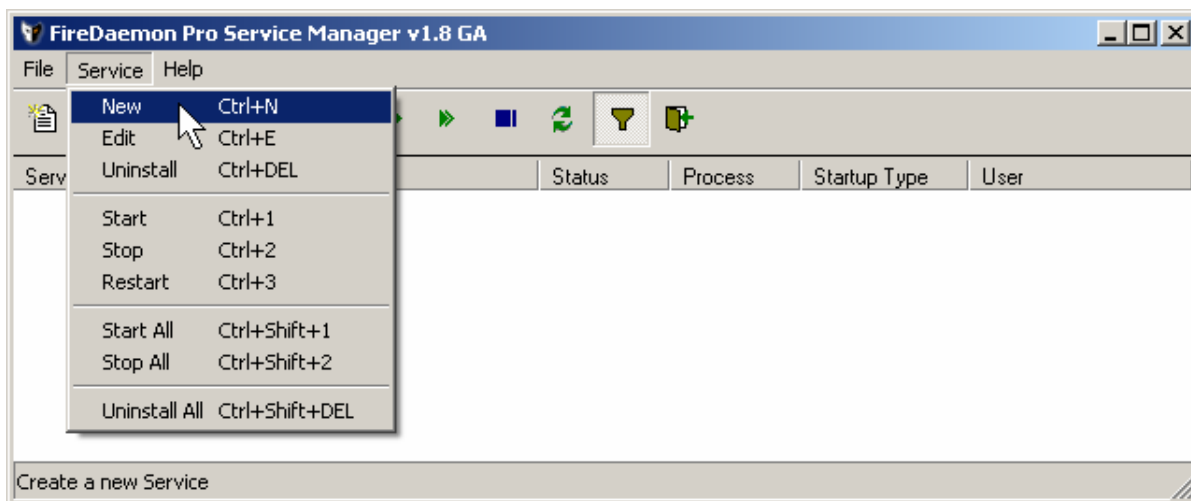 FireDaemon Pro Service Manager v1.8 GA
File Service Help
New Ctrl+N
Edit Ctrl+E
Uninstall Ctrl+DEL
Serv Status Process Startup Type User
Start Ctrl+1
Stop Ctrl+2
Restart Ctrl+3
Start All Ctrl+Shift+1
Stop All Ctrl+Shift+2
Uninstall All Ctrl+Shift+DEL
Create a new Service